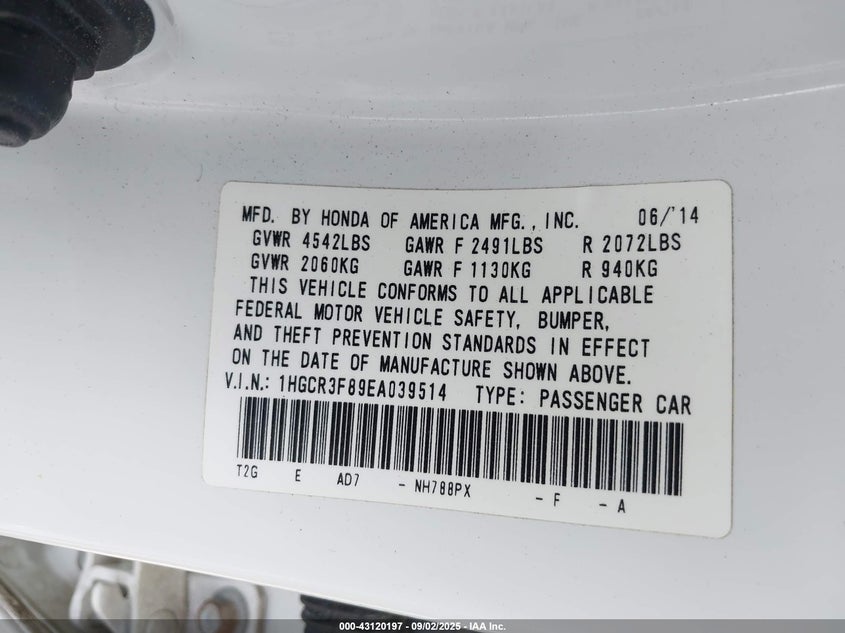 MFD. BY HONDA OF AMERICA MFG., INC. 06/'14
GVWR 4542LBS GAWR F 2491LBS R 2072LBS
GVWR 2060KG GAWR F 1130KG R 940KG
THIS VEHICLE CONFORMS TO ALL APPLICABLE
FEDERAL MOTOR VEHICLE SAFETY, BUMPER,
AND THEFT PREVENTION STANDARDS IN EFFECT
ON THE DATE OF MANUFACTURE SHOWN ABOVE.
V.I.N.: 1HGCR3F89EA039514 TYPE: PASSENGER CAR
T2G E AD7 - NH788PX - F - A
000-43120197 - 09/02/2025 - IAA Inc.